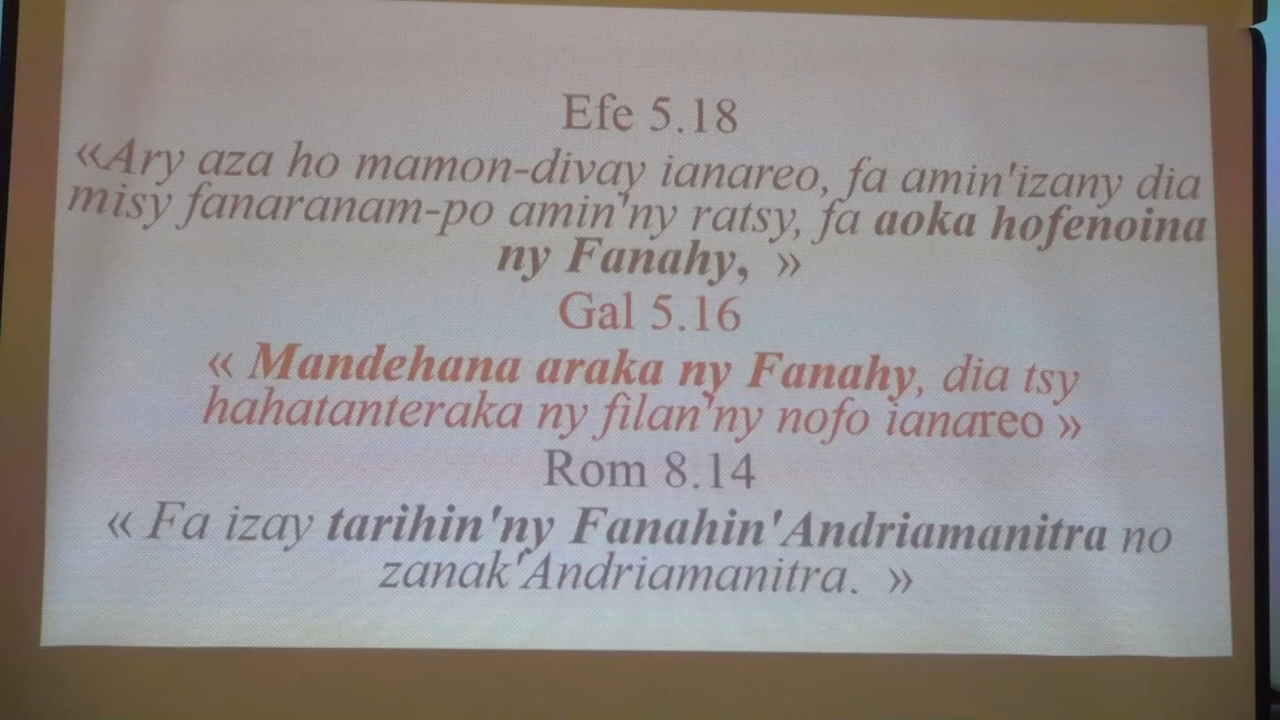 Efe 5.18
«Ary aza ho mamon-divay ianareo, fa amin'izany dia
misy fanaranam-po amin'ny ratsy, fa aoka hofenoina
ny Fanahy, »
Gal 5.16
« Mandehana araka ny Fanahy, dia tsy
hahatanteraka ny filan'ny nofo ianareo »
Rom 8.14
« Fa izay tarihin'ny Fanahin'Andriamanitra no
zanak'Andriamanitra. »